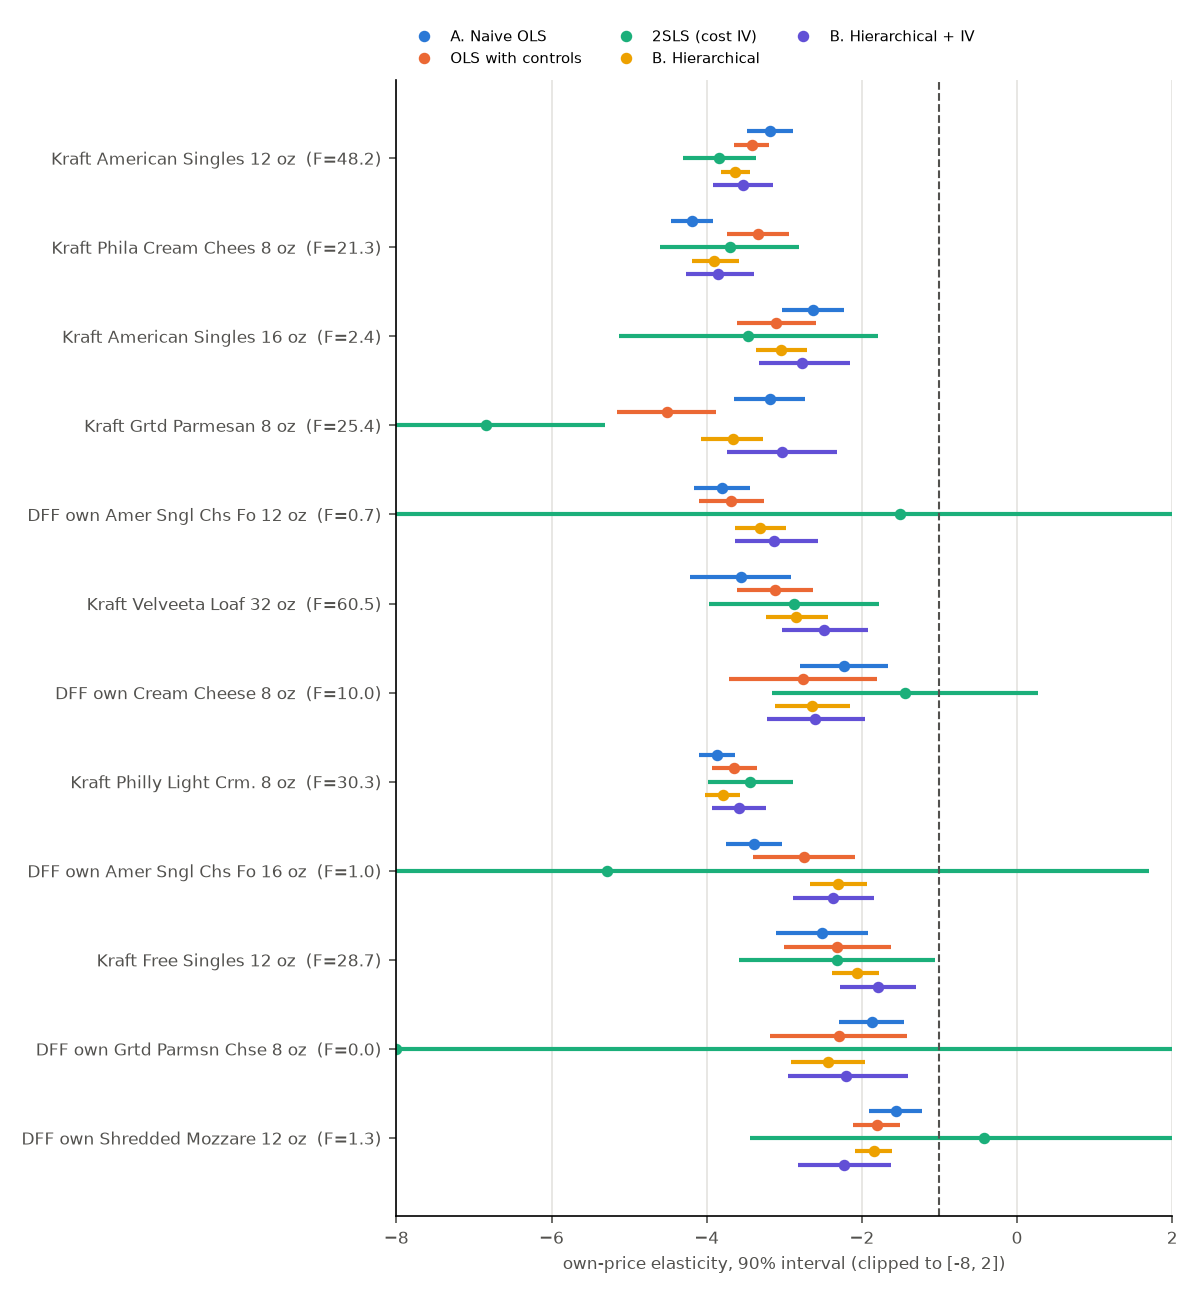 A. Naive OLS
OLS with controls
2SLS (cost IV)
B. Hierarchical
B. Hierarchical + IV
Kraft American Singles 12 oz (F=48.2)
Kraft Phila Cream Chees 8 oz (F=21.3)
Kraft American Singles 16 oz (F=2.4)
Kraft Grtd Parmesan 8 oz (F=25.4)
DFF own Amer Sngl Chs Fo 12 oz (F=0.7)
Kraft Velveeta Loaf 32 oz (F=60.5)
DFF own Cream Cheese 8 oz (F=10.0)
Kraft Philly Light Crm. 8 oz (F=30.3)
DFF own Amer Sngl Chs Fo 16 oz (F=1.0)
Kraft Free Singles 12 oz (F=28.7)
DFF own Grtd Parmsn Chse 8 oz (F=0.0)
DFF own Shredded Mozzare 12 oz (F=1.3)
−8 −6 −4 −2 0 2
own-price elasticity, 90% interval (clipped to [-8, 2])